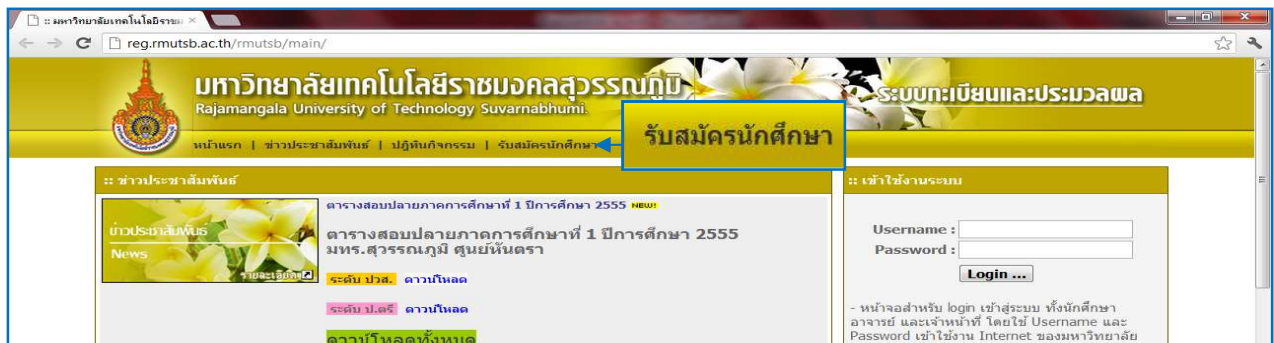 :: มหาวิทยาลัยเทคโนโลยีราชม
reg.rmutsb.ac.th/rmutsb/main/
มหาวิทยาลัยเทคโนโลยีราชมงคลสุวรรณภูมิ
Rajamangala University of Technology Suvarnabhumi.
ระบบทะเบียนและประมวลผล
หน้าแรก | ข่าวประชาสัมพันธ์ | ปฏิทินกิจกรรม | รับสมัครนักศึกษา
รับสมัครนักศึกษา
:: ข่าวประชาสัมพันธ์
ข่าวประชาสัมพันธ์
News
รายละเอียด
ตารางสอบปลายภาคการศึกษาที่ 1 ปีการศึกษา 2555 NEW!
ตารางสอบปลายภาคการศึกษาที่ 1 ปีการศึกษา 2555
มทร.สุวรรณภูมิ ศูนย์หันตรา
ระดับ ปวส. ดาวน์โหลด
ระดับ ป.ตรี ดาวน์โหลด
ดาวน์โหลดทั้งหมด
:: เข้าใช้งานระบบ
Username :
Password :
Login ...
- หน้าจอสำหรับ login เข้าสู่ระบบ ทั้งนักศึกษา
อาจารย์ และเจ้าหน้าที่ โดยใช้ Username และ
Password เข้าใช้งาน Internet ของมหาวิทยาลัย